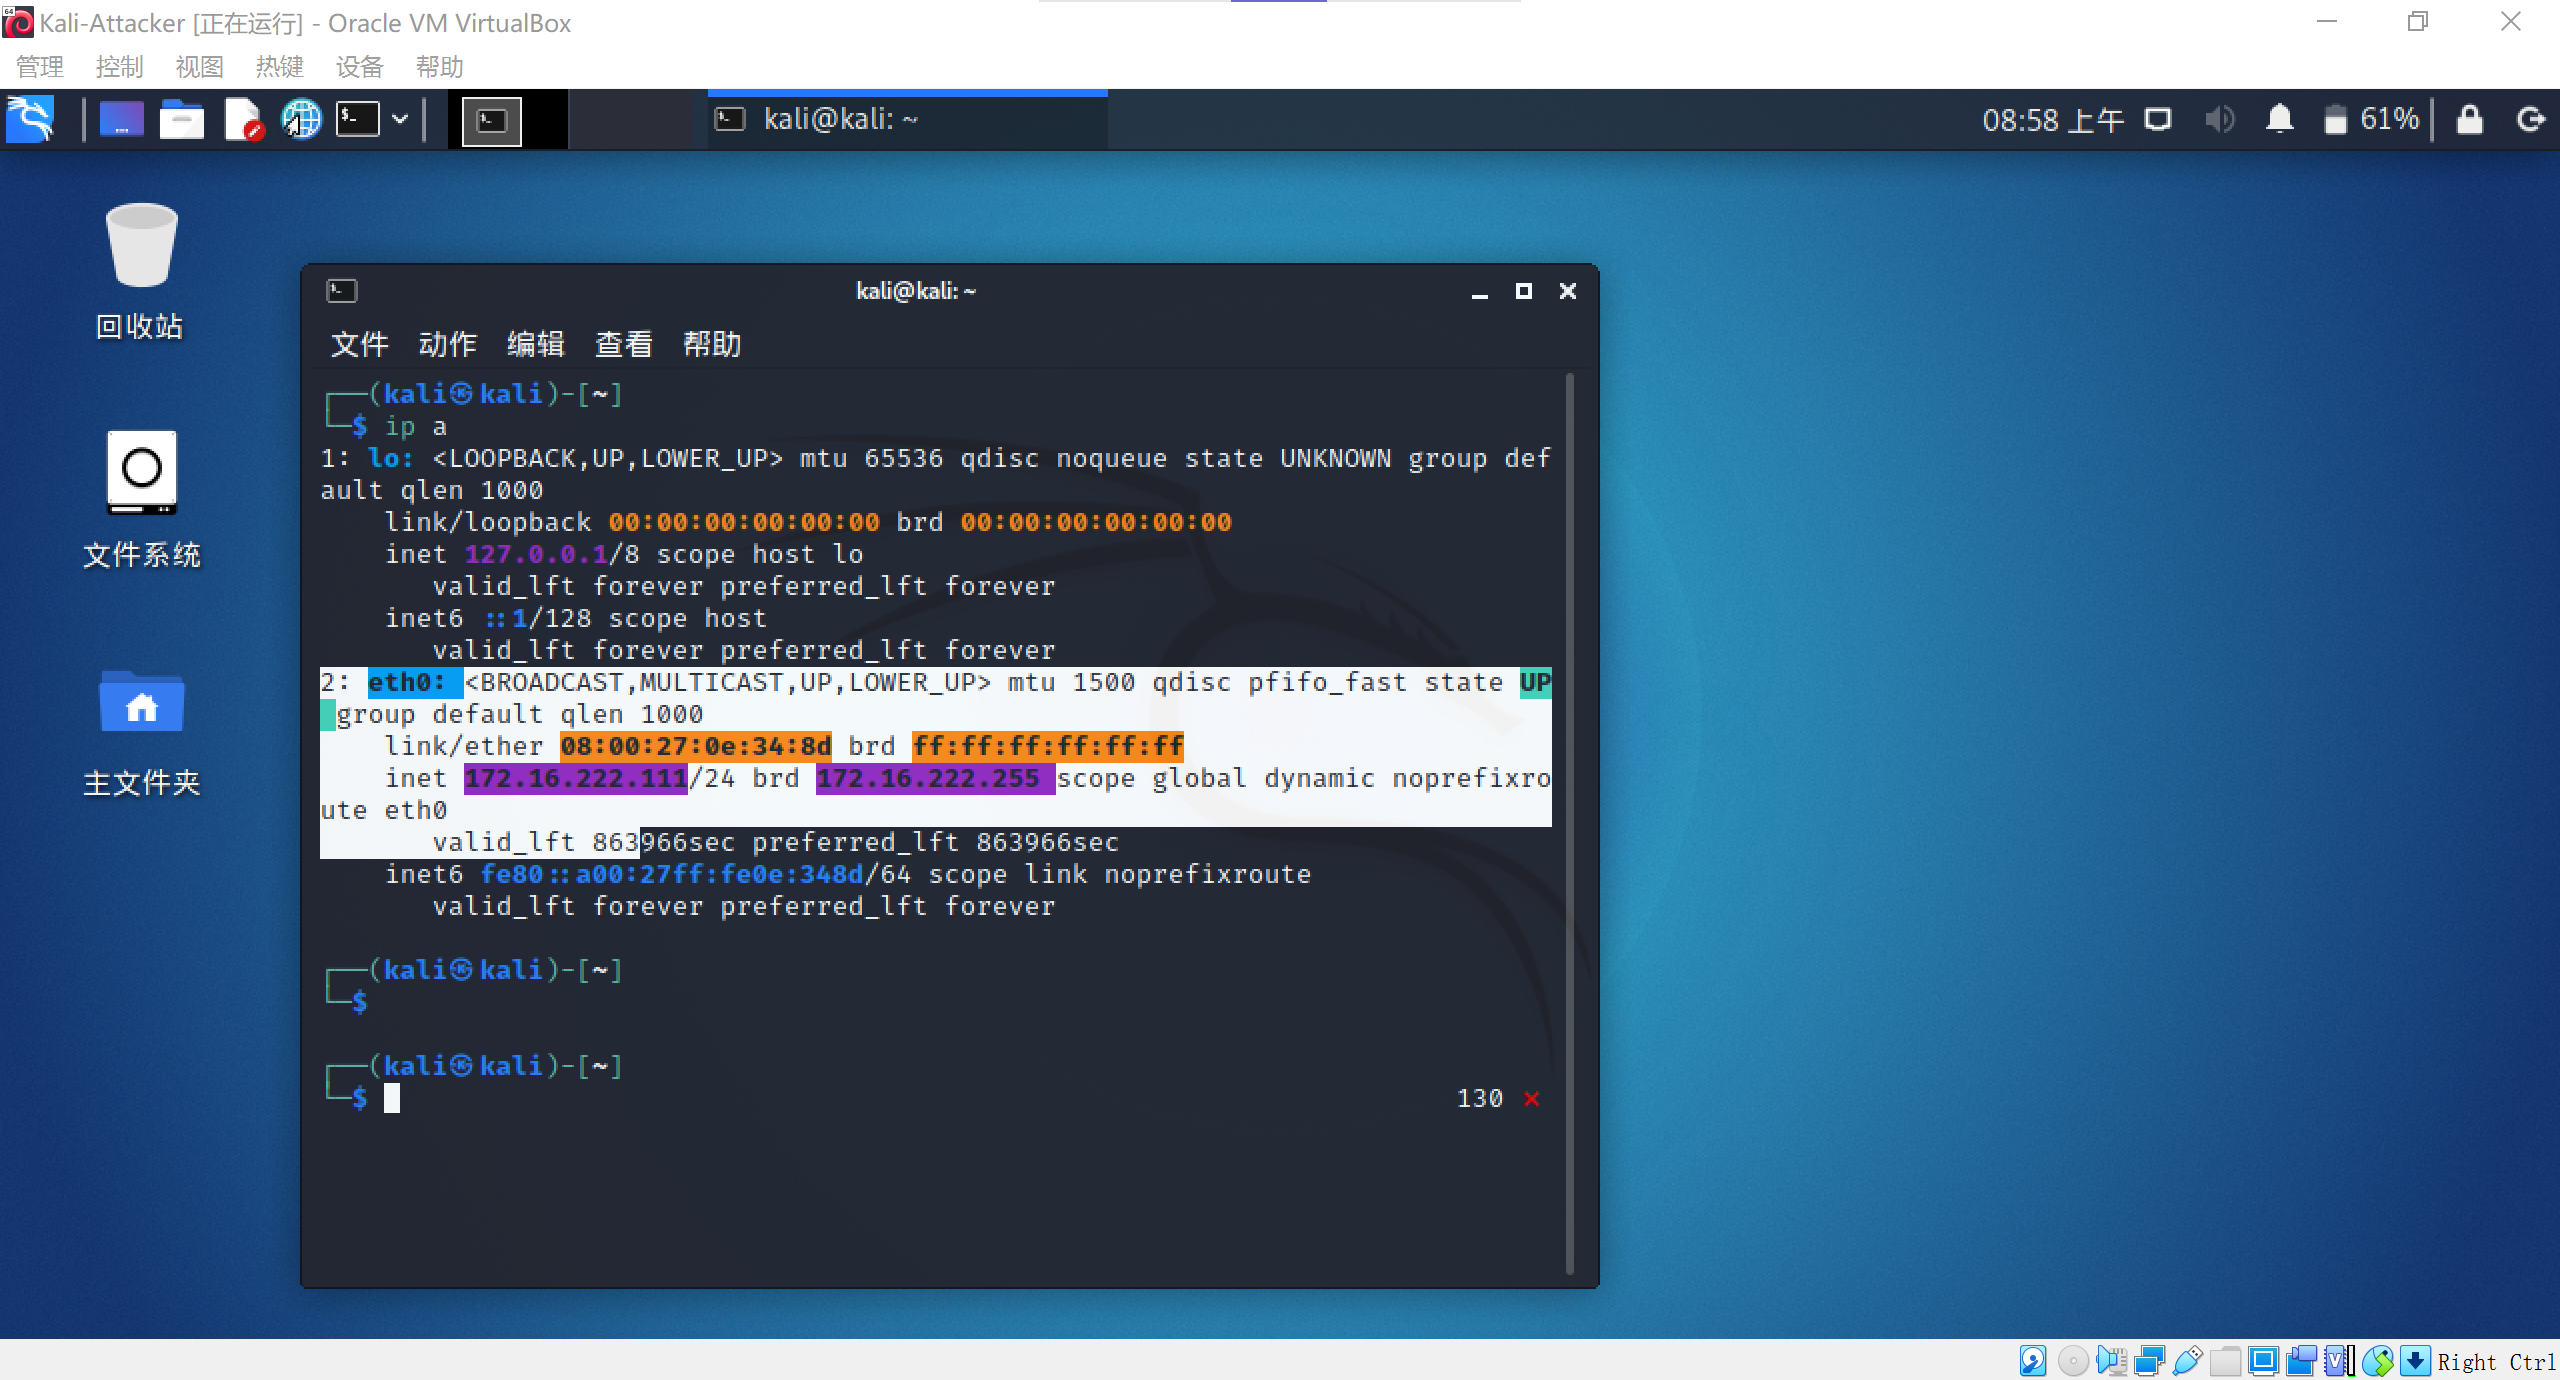 Kali-Attacker [正在运行] - Oracle VM VirtualBox
管理 控制 视图 热键 设备 帮助
kali@kali: ~
08:58 上午
61%
回收站
文件系统
主文件夹
kali@kali: ~
文件 动作 编辑 查看 帮助
┌──(kali㉿kali)-[~]
└─$ ip a
1: lo: <LOOPBACK,UP,LOWER_UP> mtu 65536 qdisc noqueue state UNKNOWN group def
ault qlen 1000
    link/loopback 00:00:00:00:00:00 brd 00:00:00:00:00:00
    inet 127.0.0.1/8 scope host lo
       valid_lft forever preferred_lft forever
    inet6 ::1/128 scope host
       valid_lft forever preferred_lft forever
2: eth0: <BROADCAST,MULTICAST,UP,LOWER_UP> mtu 1500 qdisc pfifo_fast state UP
 group default qlen 1000
    link/ether 08:00:27:0e:34:8d brd ff:ff:ff:ff:ff:ff
    inet 172.16.222.111/24 brd 172.16.222.255 scope global dynamic noprefixro
ute eth0
       valid_lft 863966sec preferred_lft 863966sec
    inet6 fe80::a00:27ff:fe0e:348d/64 scope link noprefixroute
       valid_lft forever preferred_lft forever
┌──(kali㉿kali)-[~]
└─$
┌──(kali㉿kali)-[~]
└─$ 130 ✕
Right Ctrl